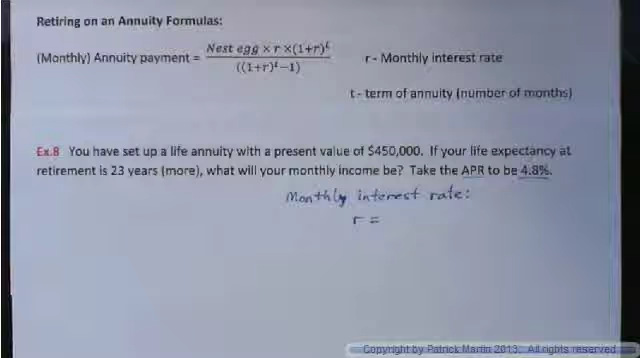 Retiring on an Annuity Formulas:
(Monthly) Annuity payment = Nest egg × r ×(1+r)^t / ((1+r)^t−1)
r - Monthly interest rate
t - term of annuity (number of months)
Ex.8 You have set up a life annuity with a present value of $450,000. If your life expectancy at
retirement is 23 years (more), what will your monthly income be? Take the APR to be 4.8%.
Monthly interest rate:
r =
Copyright by Patrick Martin 2013. All rights reserved